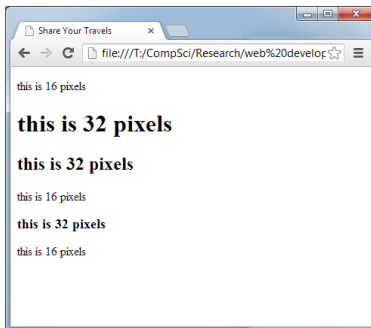 Share Your Travels
file:///T:/CompSci/Research/web%20develop
this is 16 pixels
this is 32 pixels
this is 32 pixels
this is 16 pixels
this is 32 pixels
this is 16 pixels